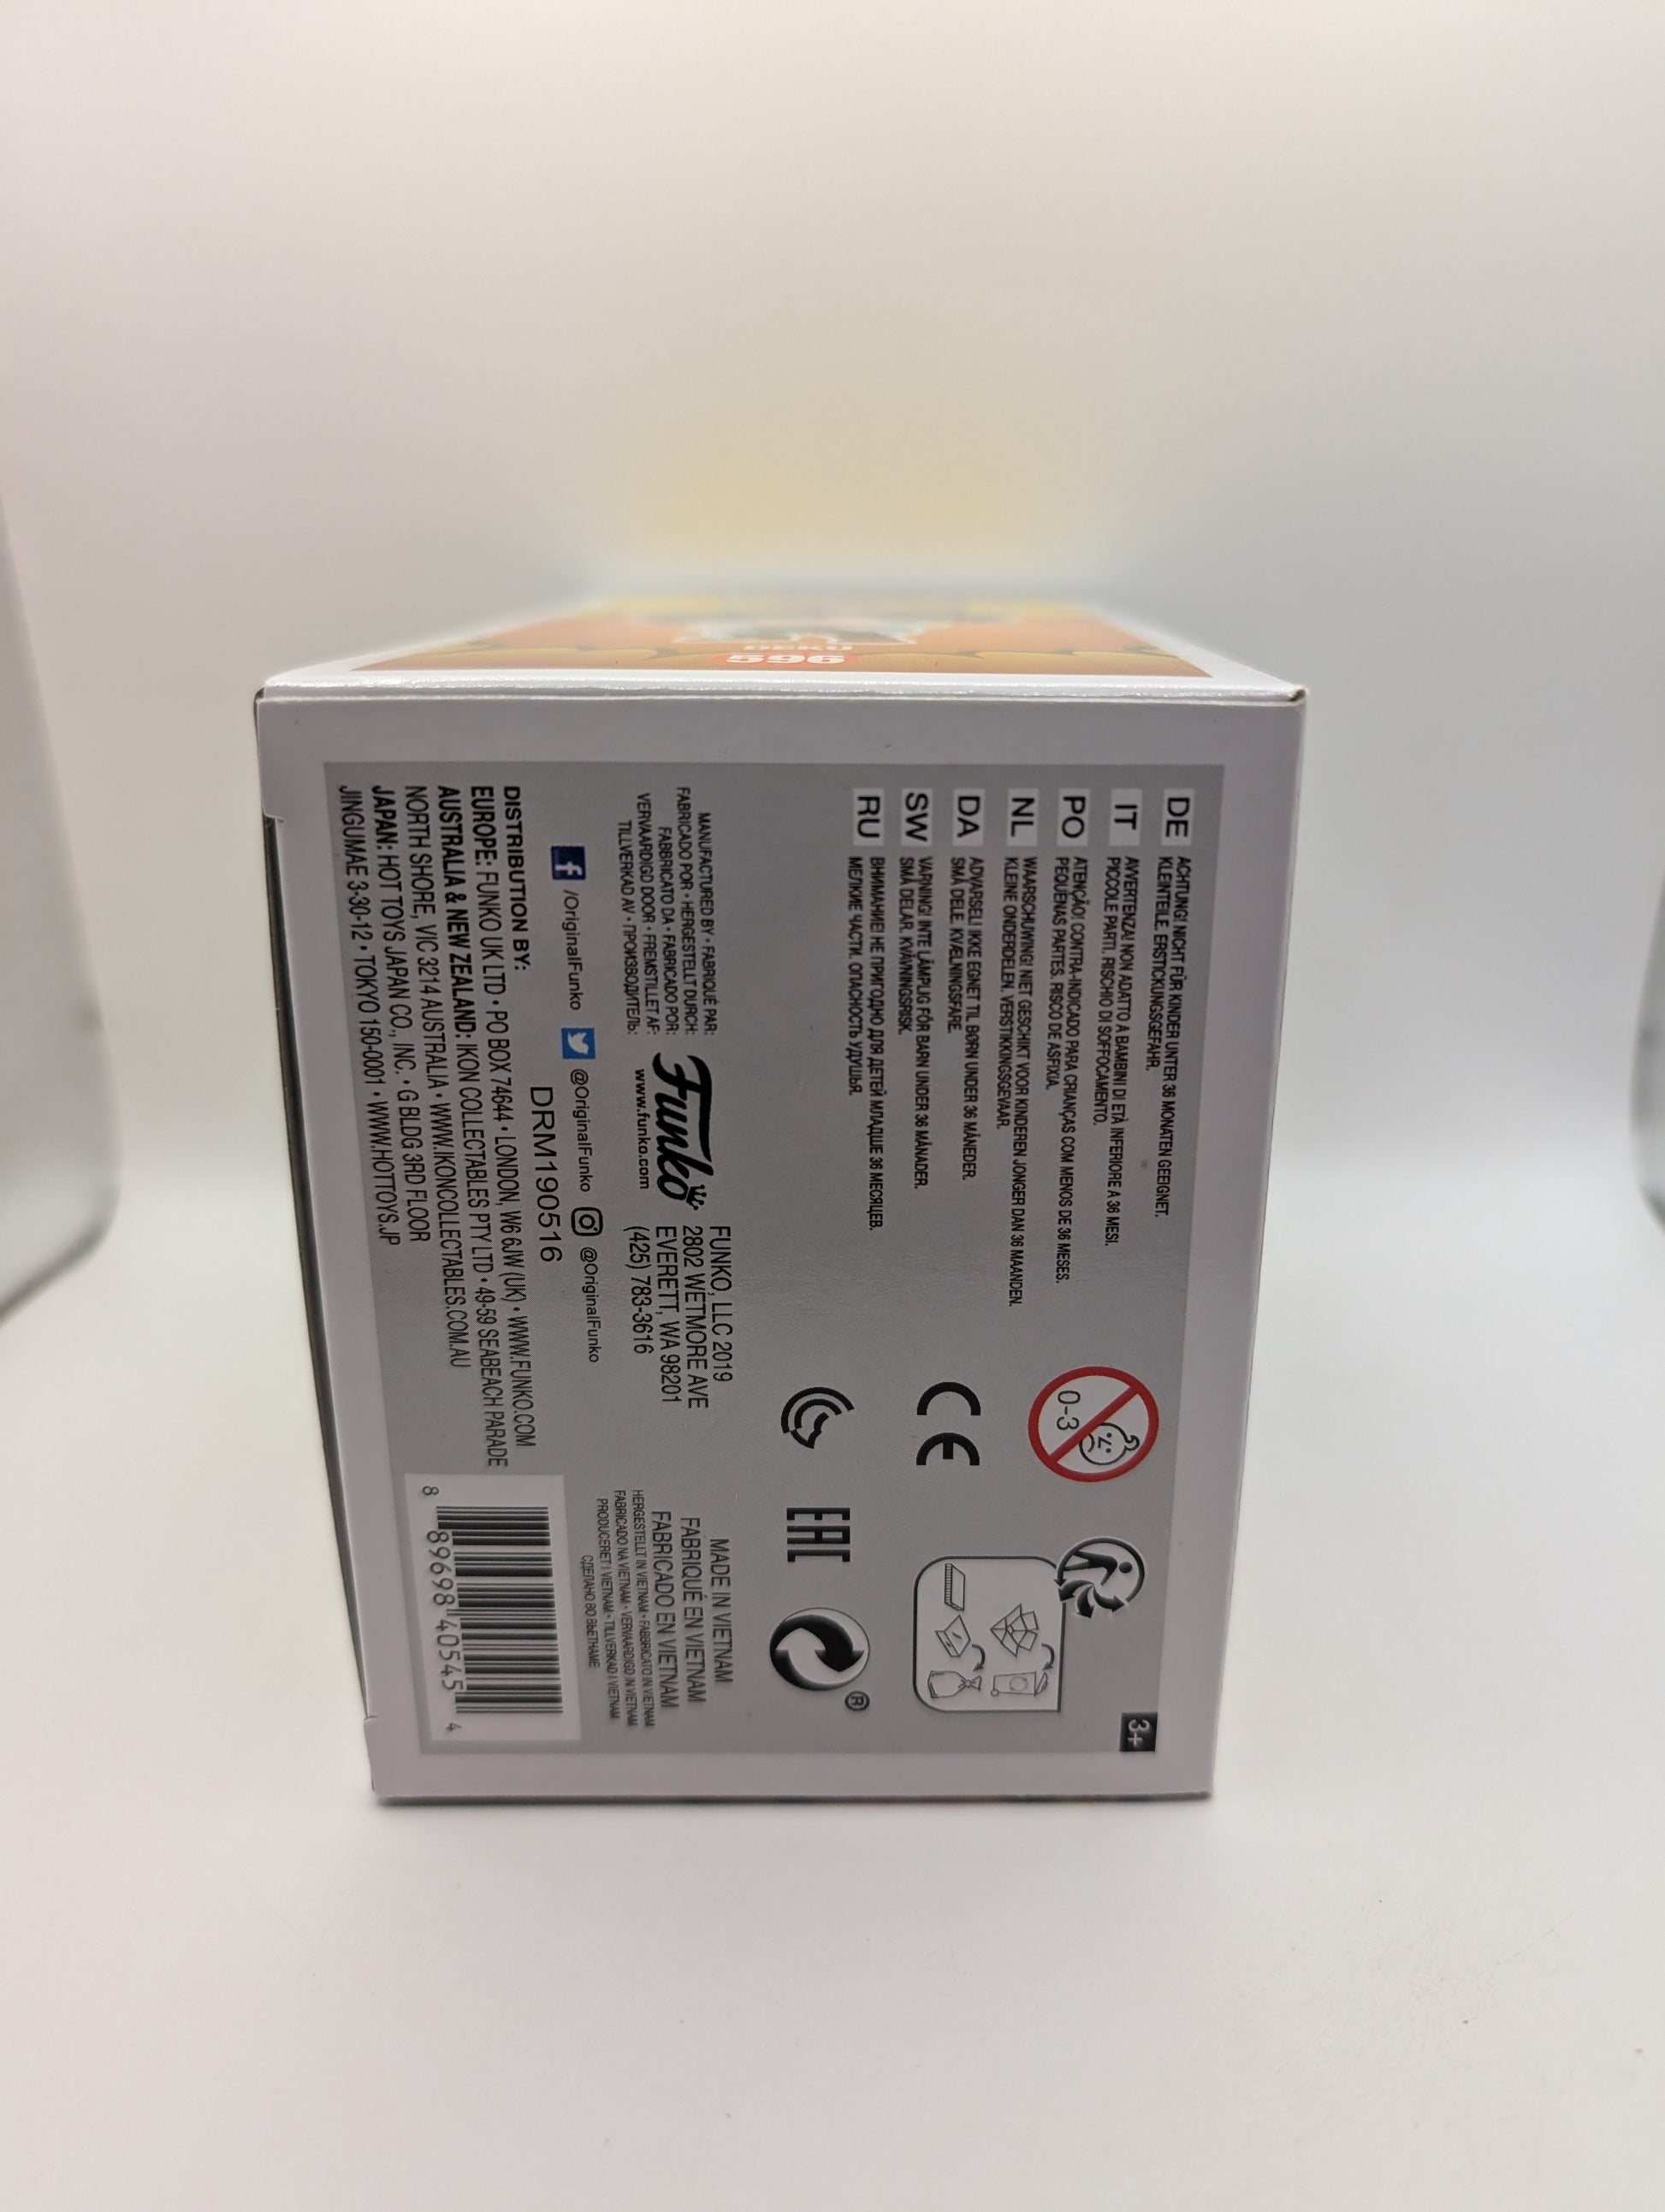 DEKU
596
DE ACHTUNG! NICHT FÜR KINDER UNTER 36 MONATEN GEEIGNET.
KLEINTEILE. ERSTICKUNGSGEFAHR.
IT AVVERTENZA! NON ADATTO A BAMBINI DI ETÀ INFERIORE A 36 MESI.
PICCOLE PARTI. RISCHIO DI SOFFOCAMENTO.
PO ATENÇÃO! CONTRA-INDICADO PARA CRIANÇAS COM MENOS DE 36 MESES.
PEQUENAS PARTES. RISCO DE ASFIXIA.
NL WAARSCHUWING! NIET GESCHIKT VOOR KINDEREN JONGER DAN 36 MAANDEN.
KLEINE ONDERDELEN. VERSTIKKINGSGEVAAR.
DA ADVARSEL! IKKE EGNET TIL BØRN UNDER 36 MÅNEDER.
SMÅ DELE. KVÆLNINGSFARE.
SW VARNING! INTE LÄMPLIG FÖR BARN UNDER 36 MÅNADER.
SMÅ DELAR. KVÄVNINGSRISK.
RU ВНИМАНИЕ! НЕ ПРИГОДНО ДЛЯ ДЕТЕЙ МЛАДШЕ 36 МЕСЯЦЕВ.
МЕЛКИЕ ЧАСТИ. ОПАСНОСТЬ УДУШЬЯ.
0-3
3+
CE
EAC
®
MANUFACTURED BY • FABRIQUÉ PAR:
FABRICADO POR • HERGESTELLT DURCH:
FABBRICATO DA • FABRICADO POR:
VERVAARDIGD DOOR • FREMSTILLET AF:
TILLVERKAD AV • ПРОИЗВОДИТЕЛЬ:
Funko
www.funko.com
FUNKO, LLC 2019
2802 WETMORE AVE
EVERETT, WA 98201
(425) 783-3616
MADE IN VIETNAM
FABRIQUÉ EN VIETNAM
FABRICADO EN VIETNAM
HERGESTELLT IN VIETNAM • FABBRICATO IN VIETNAM
FABRICADO NA VIETNAM • VERVAARDIGD IN VIETNAM
PRODUCERET I VIETNAM • TILLVERKAD I VIETNAM
СДЕЛАНО ВО ВЬЕТНАМЕ
/OriginalFunko @OriginalFunko @OriginalFunko
DRM190516
DISTRIBUTION BY:
EUROPE: FUNKO UK LTD • PO BOX 74644 • LONDON, W6 6JW (UK) • WWW.FUNKO.COM
AUSTRALIA & NEW ZEALAND: IKON COLLECTABLES PTY LTD • 49-59 SEABEACH PARADE
NORTH SHORE, VIC 3214 AUSTRALIA • WWW.IKONCOLLECTABLES.COM.AU
JAPAN: HOT TOYS JAPAN CO., INC. • G BLDG 3RD FLOOR
JINGUMAE 3-30-12 • TOKYO 150-0001 • WWW.HOTTOYS.JP
8 89698 40545 4